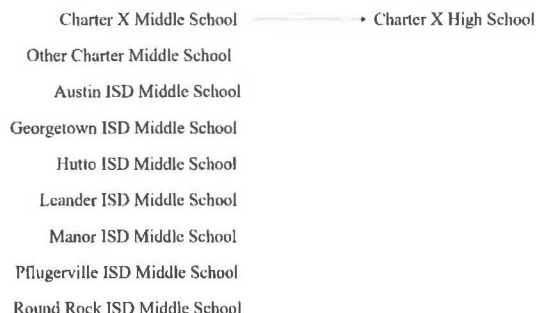 Charter X Middle School → Charter X High School
Other Charter Middle School
Austin ISD Middle School
Georgetown ISD Middle School
Hutto ISD Middle School
Leander ISD Middle School
Manor ISD Middle School
Pflugerville ISD Middle School
Round Rock ISD Middle School